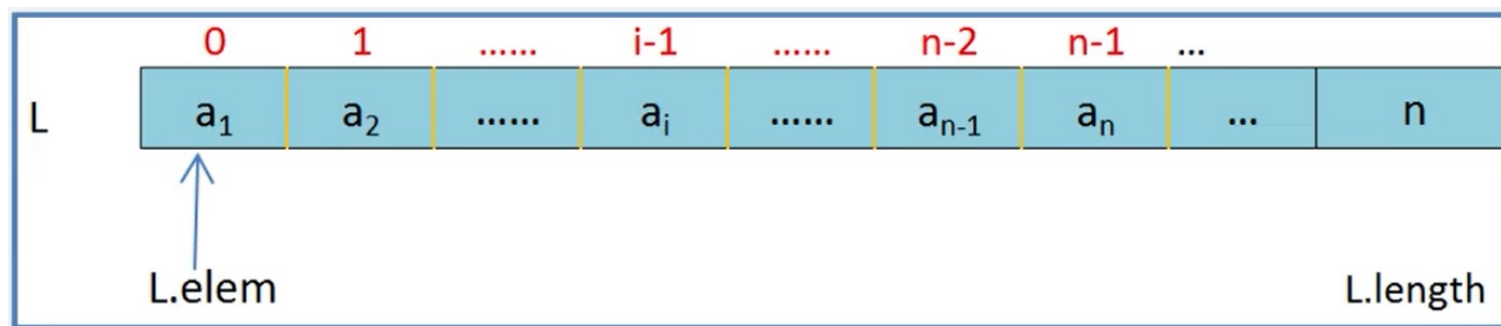 0 1 ...... i-1 ...... n-2 n-1 ...
L a₁ a₂ ...... aᵢ ...... aₙ₋₁ aₙ ... n
L.elem L.length